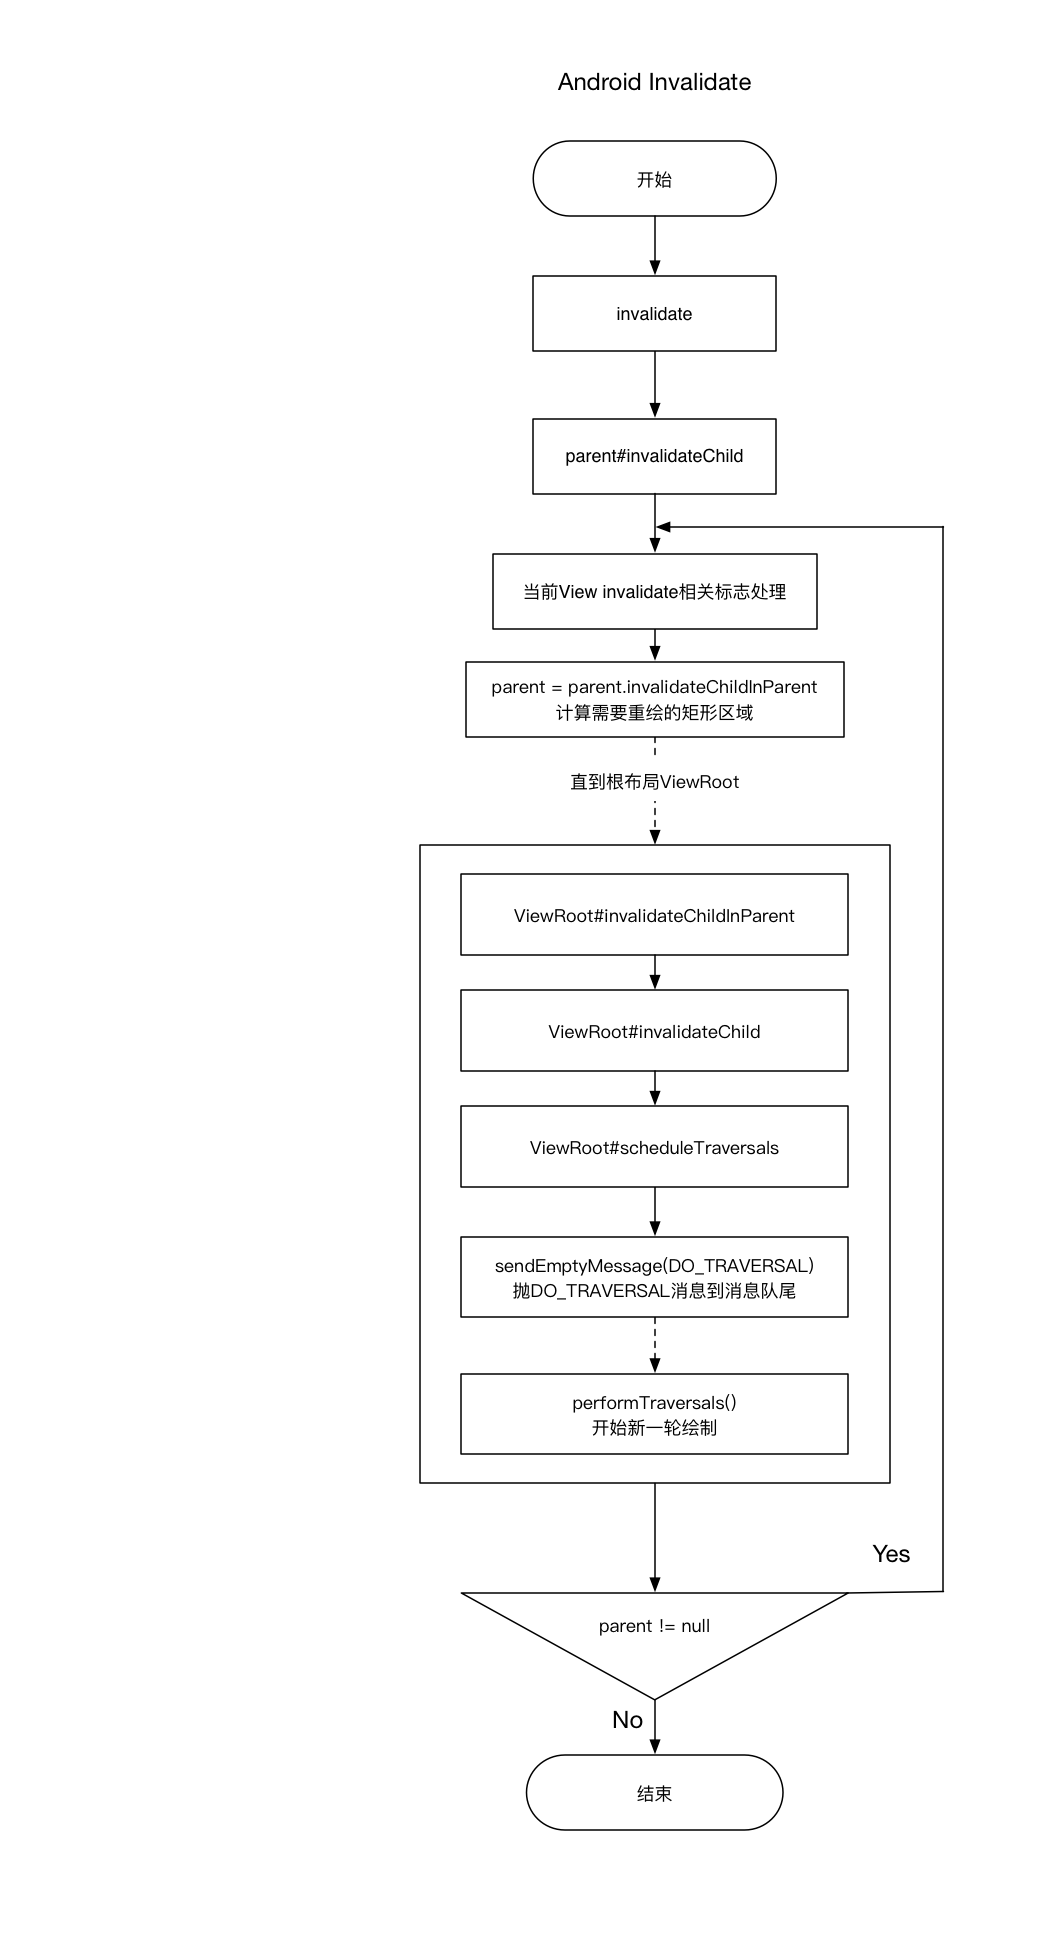 Android Invalidate
开始
invalidate
parent#invalidateChild
当前View invalidate相关标志处理
parent = parent.invalidateChildInParent
计算需要重绘的矩形区域
直到根布局ViewRoot
ViewRoot#invalidateChildInParent
ViewRoot#invalidateChild
ViewRoot#scheduleTraversals
sendEmptyMessage(DO_TRAVERSAL)
抛DO_TRAVERSAL消息到消息队尾
performTraversals()
开始新一轮绘制
Yes
parent != null
No
结束